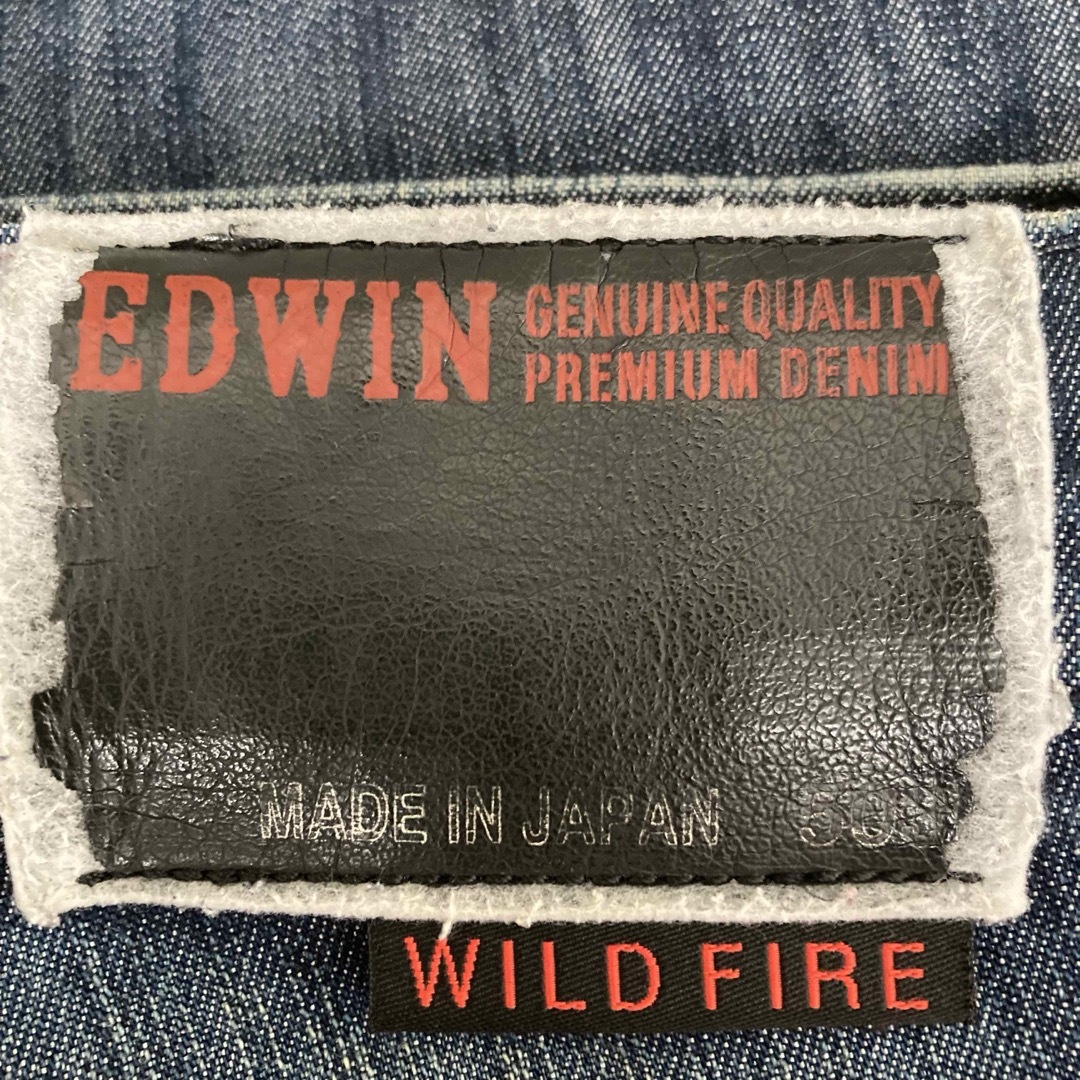 EDWIN
GENUINE QUALITY
PREMIUM DENIM
MADE IN JAPAN
WILD FIRE